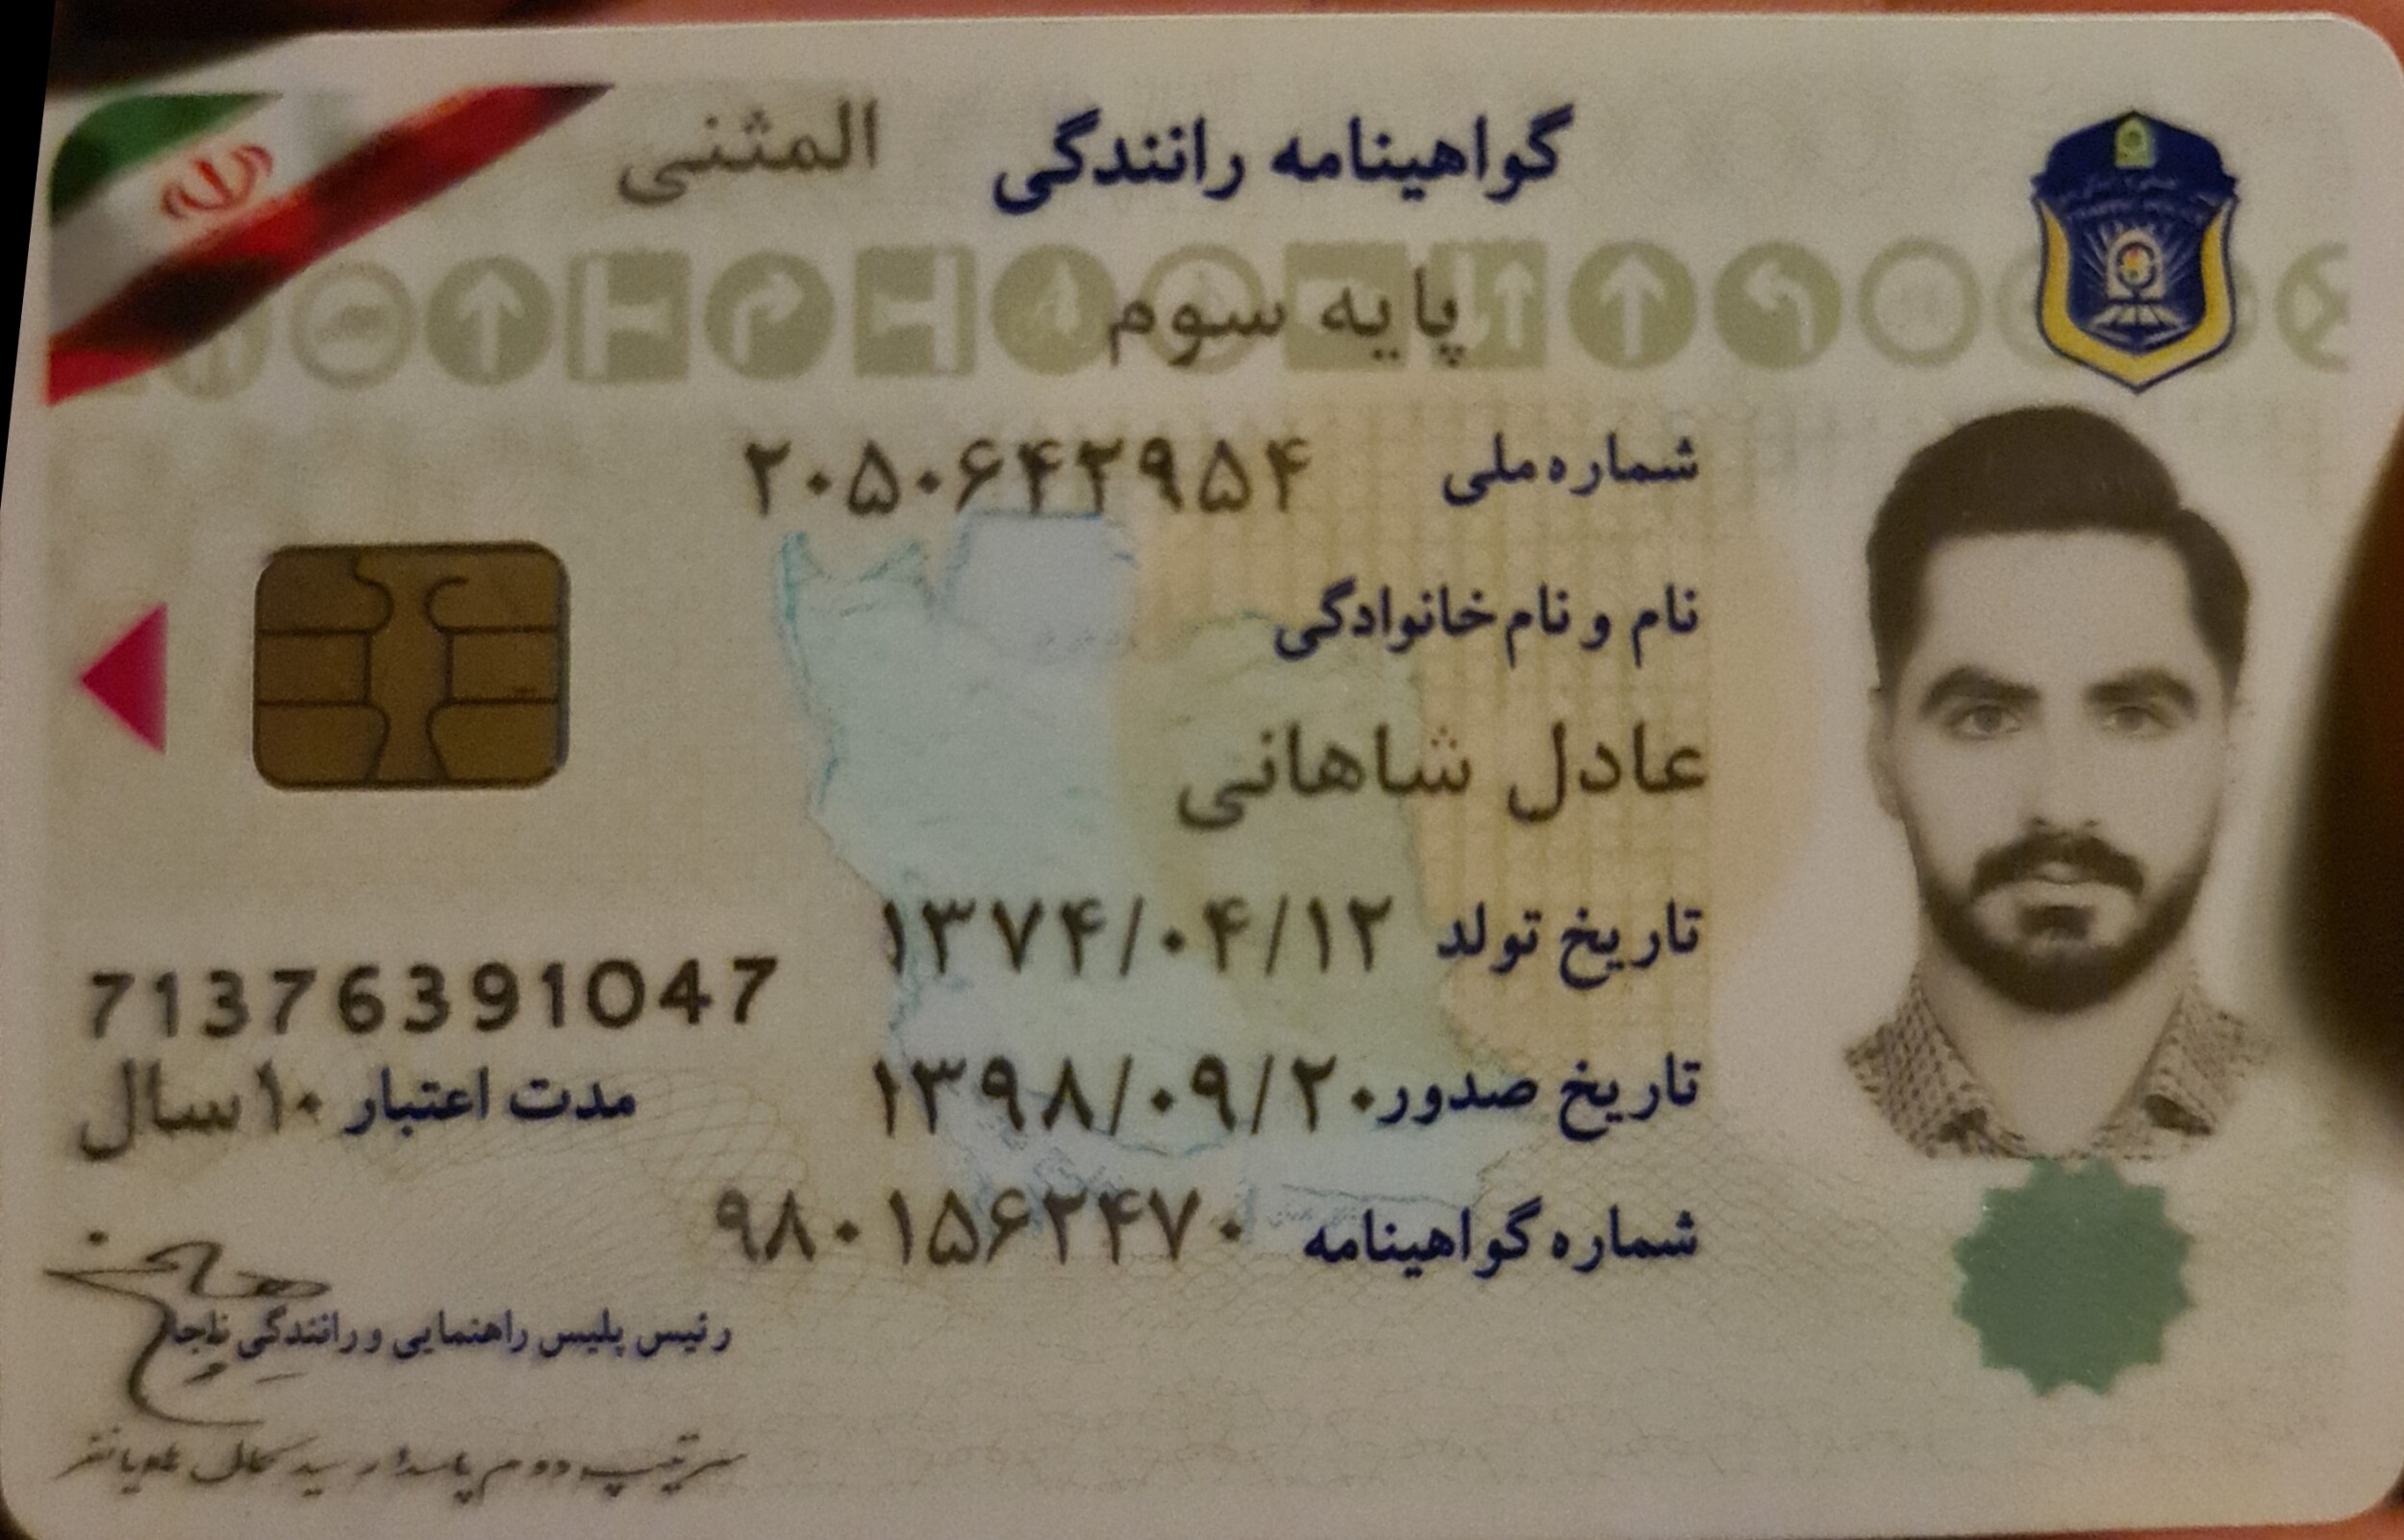 گواهینامه رانندگی المثنی
پایه سوم
شماره ملی ۲۰۵۰۶۴۲۹۵۴
نام و نام خانوادگی
عادل شاهانی
تاریخ تولد ۱۳۷۴/۰۴/۱۲
71376391047
تاریخ صدور ۱۳۹۸/۰۹/۲۰
مدت اعتبار ۱۰ سال
شماره گواهینامه ۹۸۰۱۵۶۲۴۷۰
رئیس پلیس راهنمایی و رانندگی ناجا
سرتیپ دوم پاسدار سید کمال هادیانفر